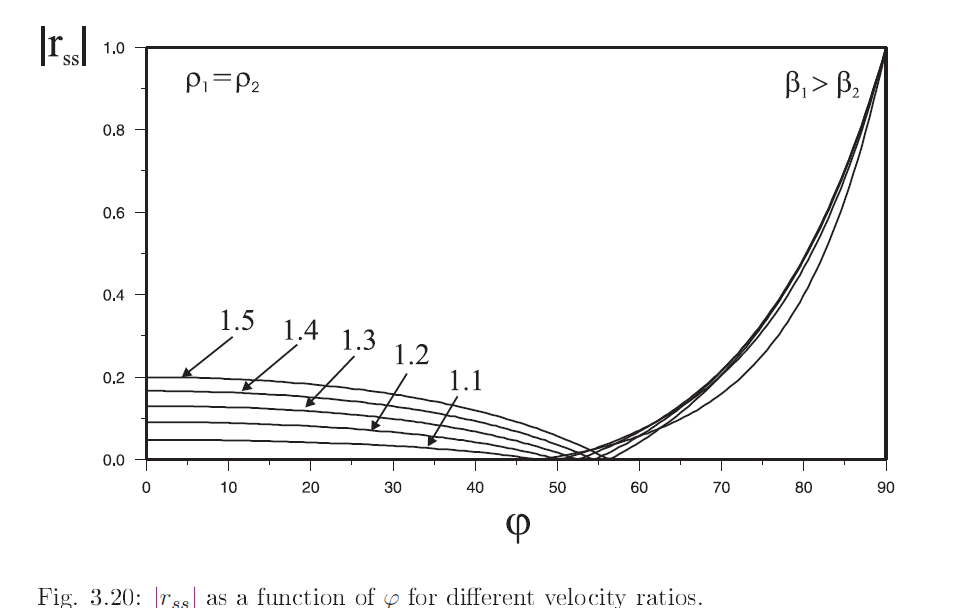 |r_ss|
1.0
ρ₁=ρ₂
β₁> β₂
0.8
0.6
0.4
1.5
1.4
1.3
1.2
1.1
0.2
0.0
0 10 20 30 40 50 60 70 80 90
φ
Fig. 3.20: |r_ss| as a function of φ for different velocity ratios.